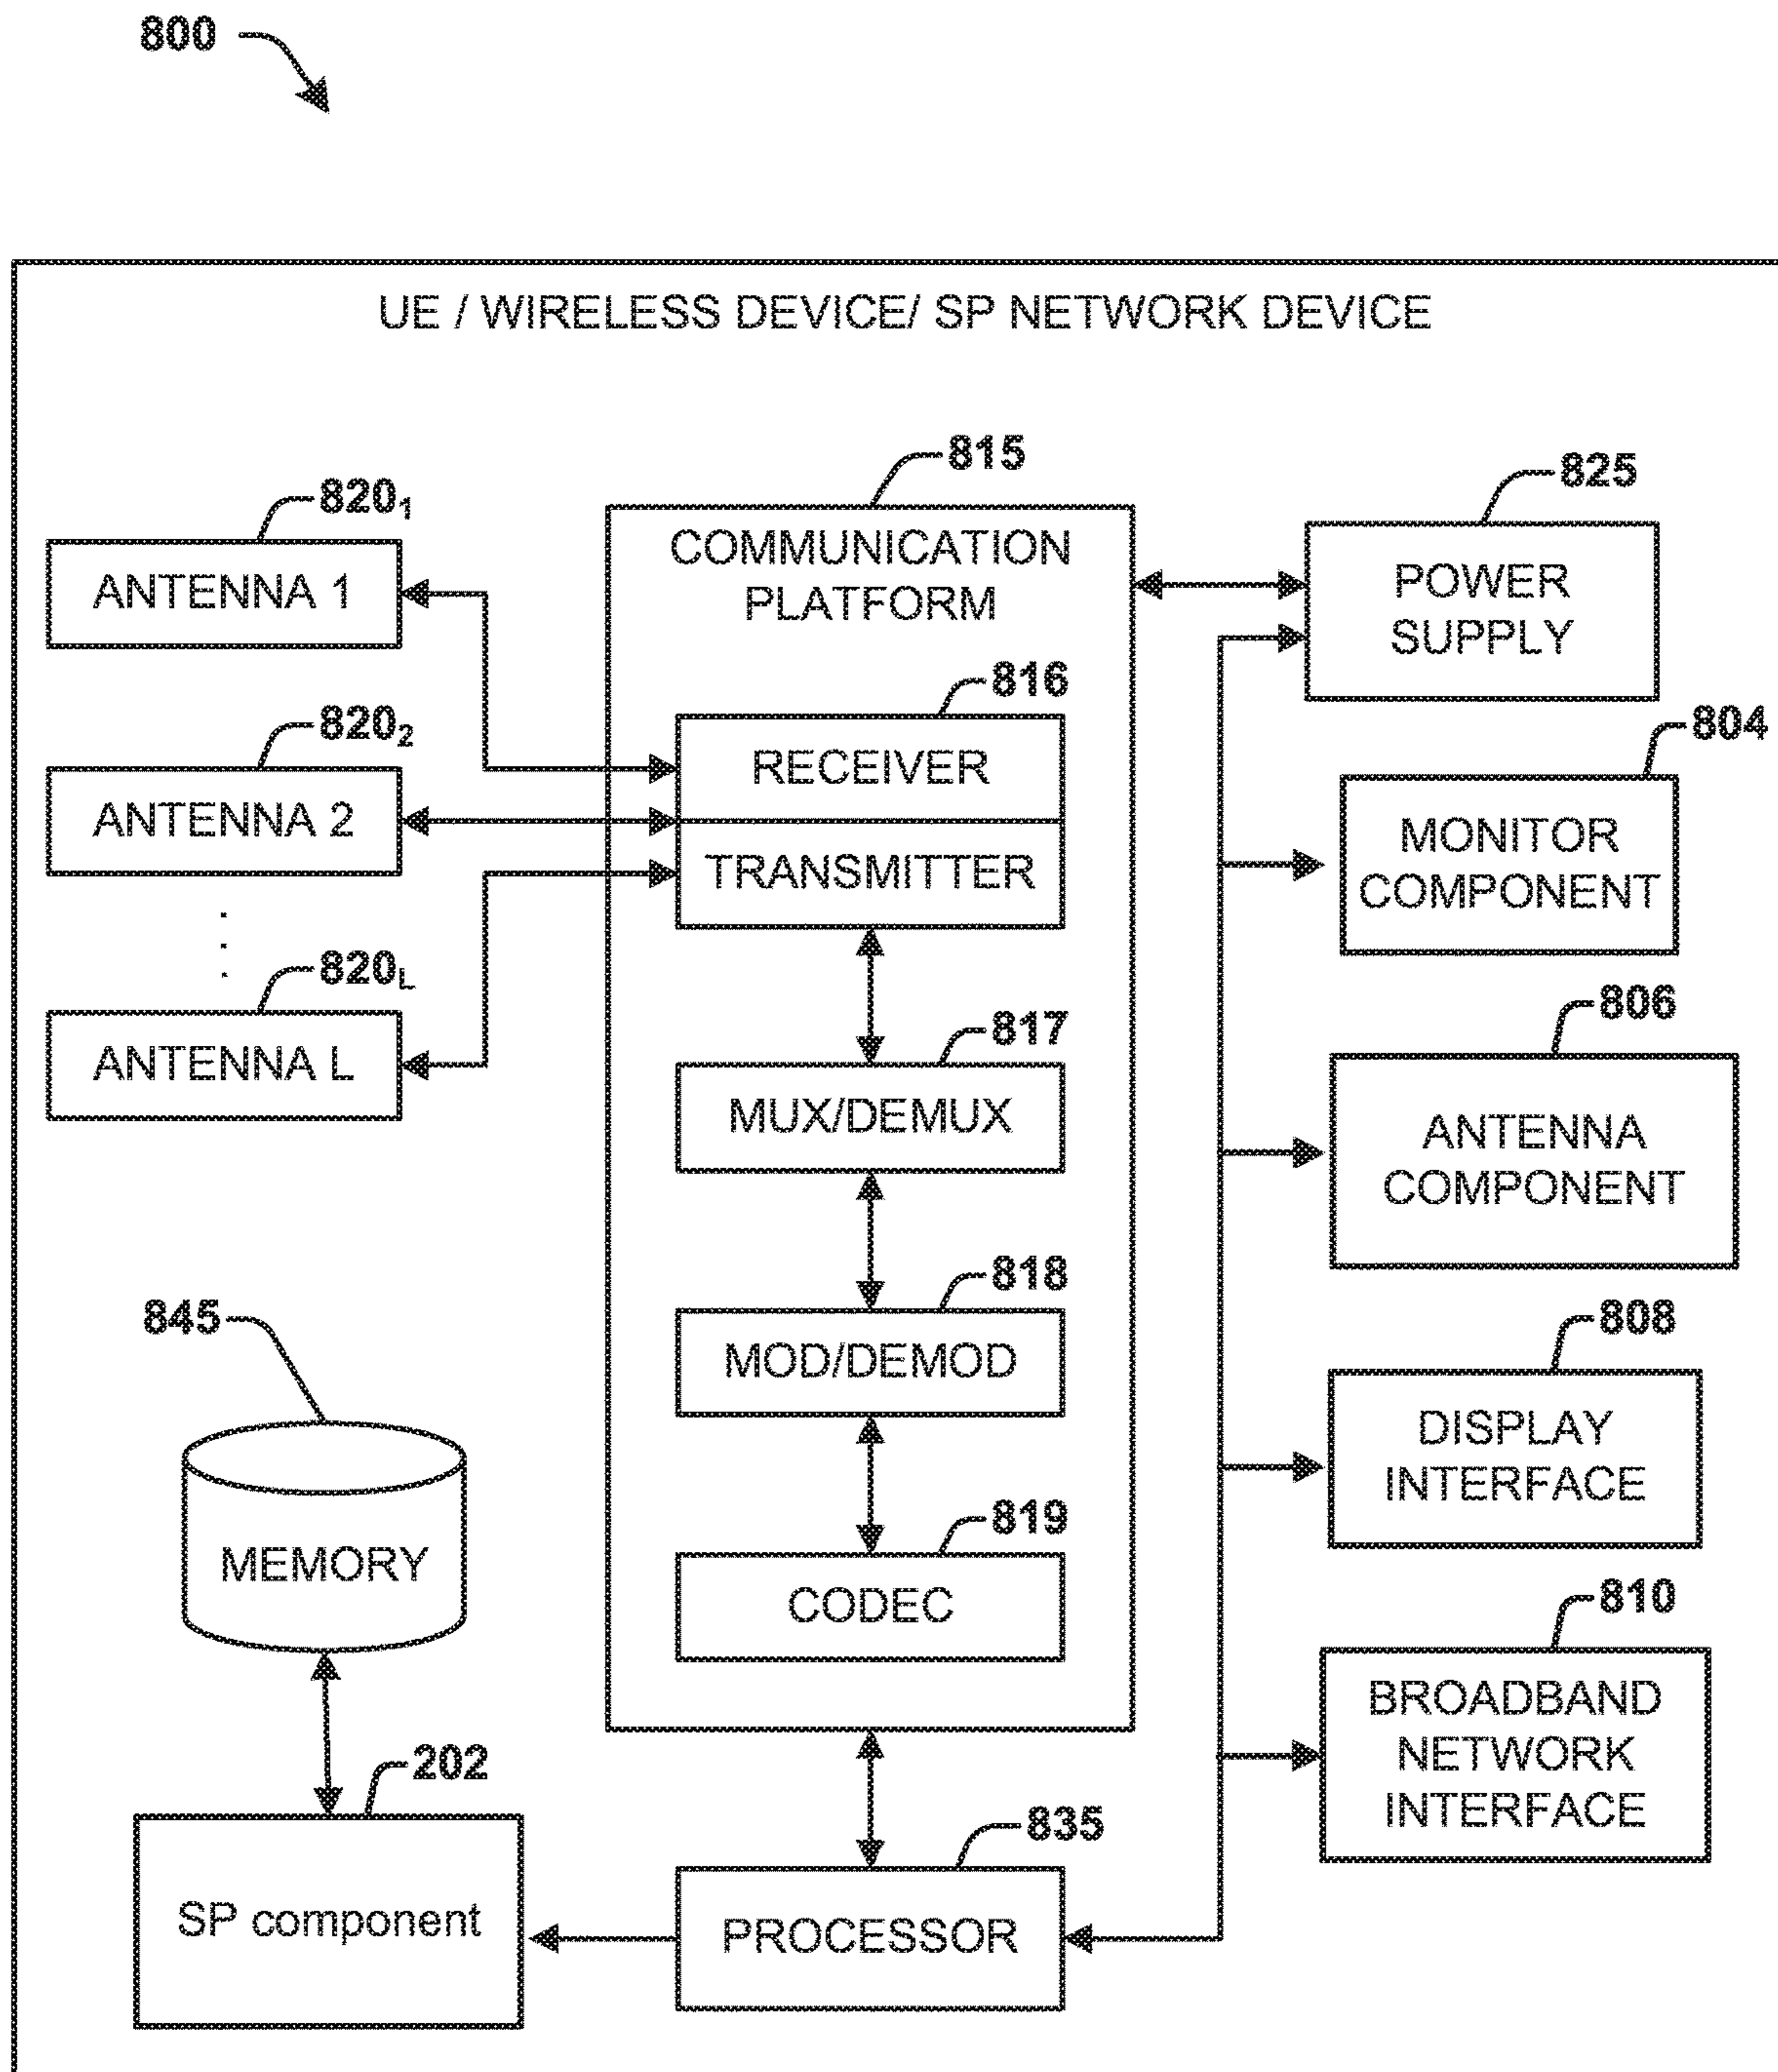 800
UE / WIRELESS DEVICE/ SP NETWORK DEVICE
820₁
ANTENNA 1
820₂
ANTENNA 2
.
.
.
820L
ANTENNA L
815
COMMUNICATION
PLATFORM
816
RECEIVER
TRANSMITTER
817
MUX/DEMUX
818
MOD/DEMOD
819
CODEC
825
POWER
SUPPLY
804
MONITOR
COMPONENT
806
ANTENNA
COMPONENT
808
DISPLAY
INTERFACE
810
BROADBAND
NETWORK
INTERFACE
845
MEMORY
202
SP component
835
PROCESSOR